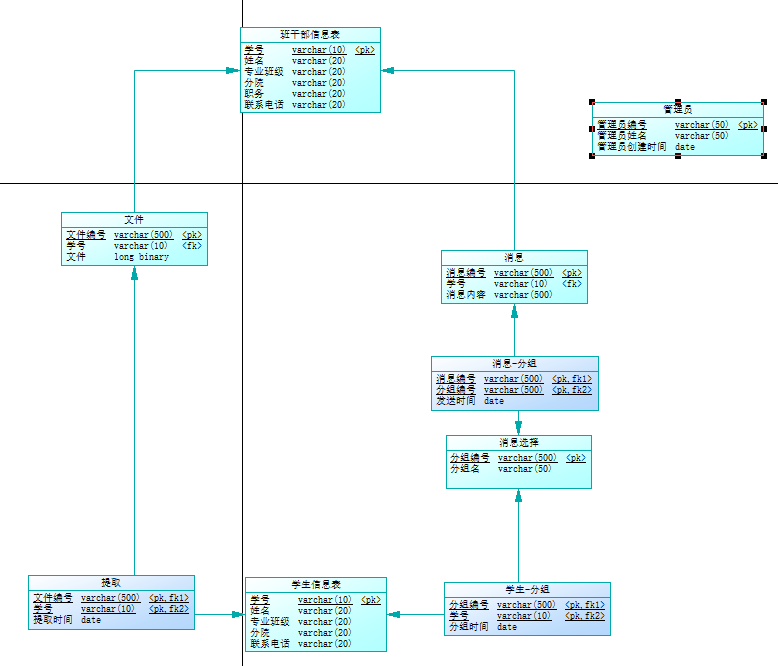 班干部信息表
学号 varchar(10) <pk>
姓名 varchar(20)
专业班级 varchar(20)
分院 varchar(20)
职务 varchar(20)
联系电话 varchar(20)
管理员
管理员编号 varchar(50) <pk>
管理员姓名 varchar(50)
管理员创建时间 date
文件
文件编号 varchar(500) <pk>
学号 varchar(10) <fk>
文件 long binary
消息
消息编号 varchar(500) <pk>
学号 varchar(10) <fk>
消息内容 varchar(500)
消息-分组
消息编号 varchar(500) <pk,fk1>
分组编号 varchar(500) <pk,fk2>
发送时间 date
消息选择
分组编号 varchar(500) <pk>
分组名 varchar(50)
提取
文件编号 varchar(500) <pk,fk1>
学号 varchar(10) <pk,fk2>
提取时间 date
学生信息表
学号 varchar(10) <pk>
姓名 varchar(20)
专业班级 varchar(20)
分院 varchar(20)
联系电话 varchar(20)
学生-分组
分组编号 varchar(500) <pk,fk1>
学号 varchar(10) <pk,fk2>
分组时间 date